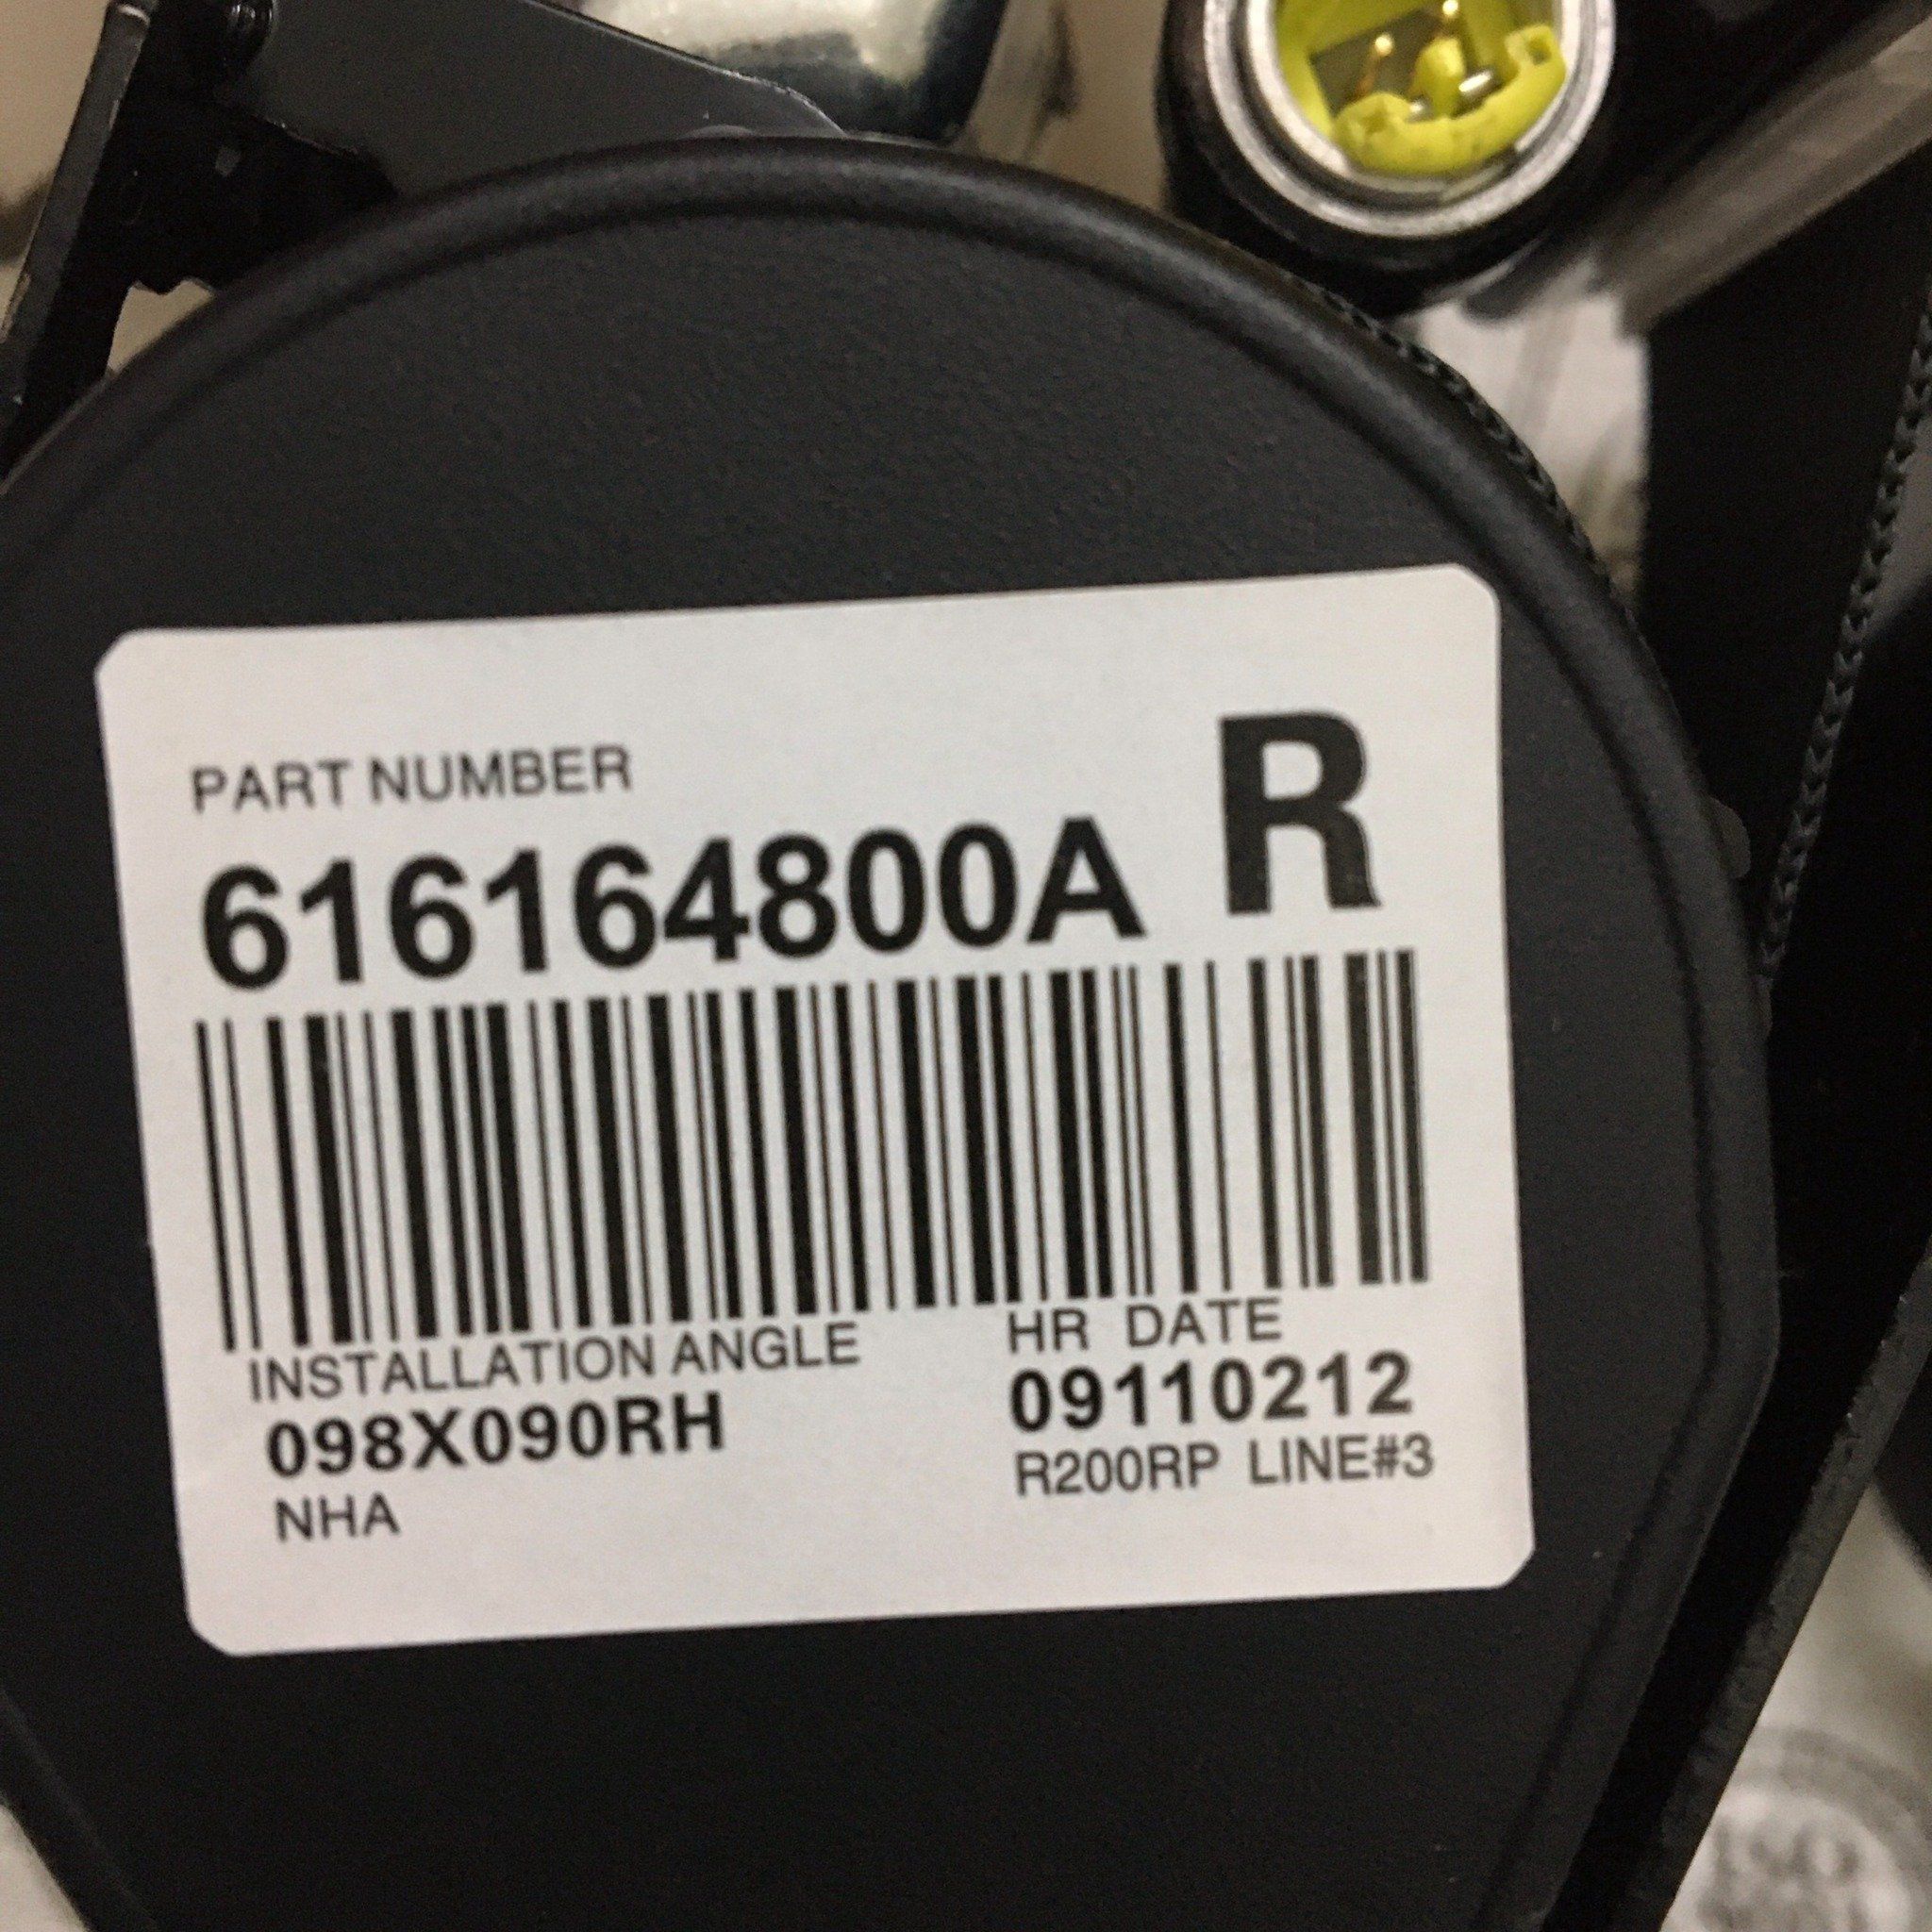 PART NUMBER
616164800A R
INSTALLATION ANGLE
098X090RH
NHA
HR DATE
09110212
R200RP LINE#3